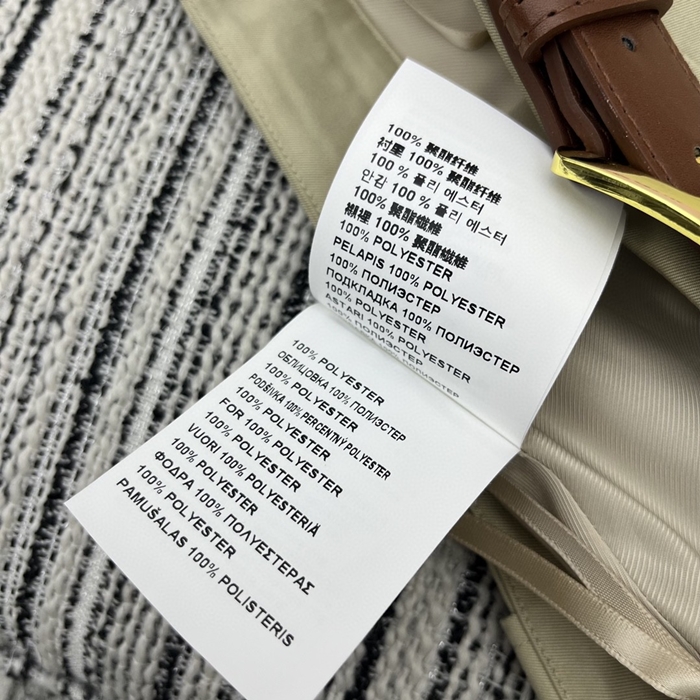 100% 聚酯纤维
衬里 100% 聚酯纤维
100 % 폴리 에스터
안감 100 % 폴리 에스터
100% 聚酯纖維
襯裡 100% 聚酯纖維
100% POLYESTER
PELAPIS 100% POLYESTER
100% ПОЛИЭСТЕР
ПОДКЛАДКА 100% ПОЛИЭСТЕР
100% POLYESTER
ASTARI 100% POLYESTER
100% ПОЛИЭСТЕР
100% POLYESTER
ОБЛИЦОВКА 100% ПОЛИЭСТЕР
100% POLYESTER
PODŠÍVKA 100% PERCENTNÝ POLYESTER
100% POLYESTER
FOR 100% POLYESTER
100% POLYESTER
VUORI 100% POLYESTERIÄ
100% POLYESTER
ΦΟΔΡΑ 100% ΠΟΛΥΕΣΤΕΡΑΣ
100% POLYESTER
PAMUŠALAS 100% POLISTERIS